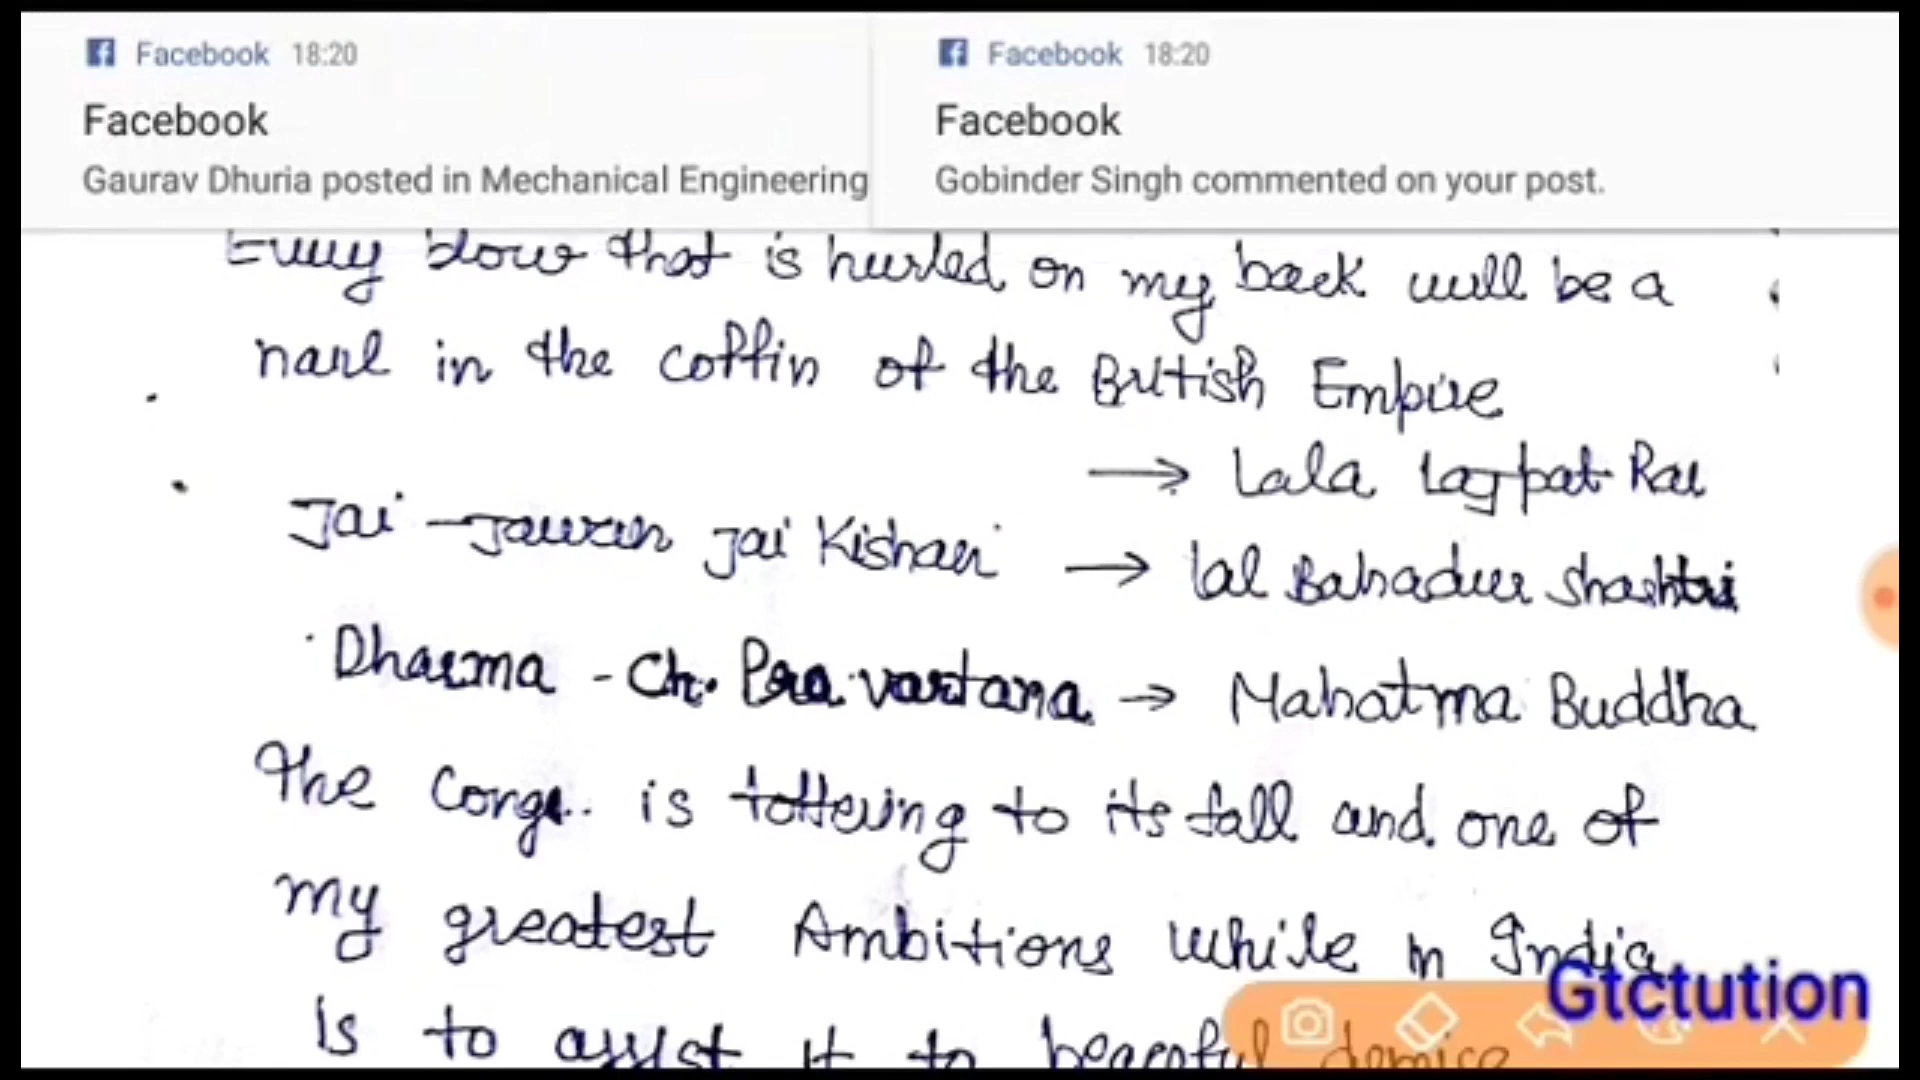 Facebook 18:20
Facebook
Gaurav Dhuria posted in Mechanical Engineering
Facebook 18:20
Facebook
Gobinder Singh commented on your post.
Every blow that is hurled on my back will be a
nail in the coffin of the British Empire
→ Lala Lajpat Rai
Jai - Jawan Jai Kishan → lal Bahadur Shashtri
Dharma - Ch. Pra vartana → Mahatma Buddha
The Cong.. is tottering to its fall and one of
my greatest Ambitions while in India
Is to assist it to peaceful demise
Gtctution